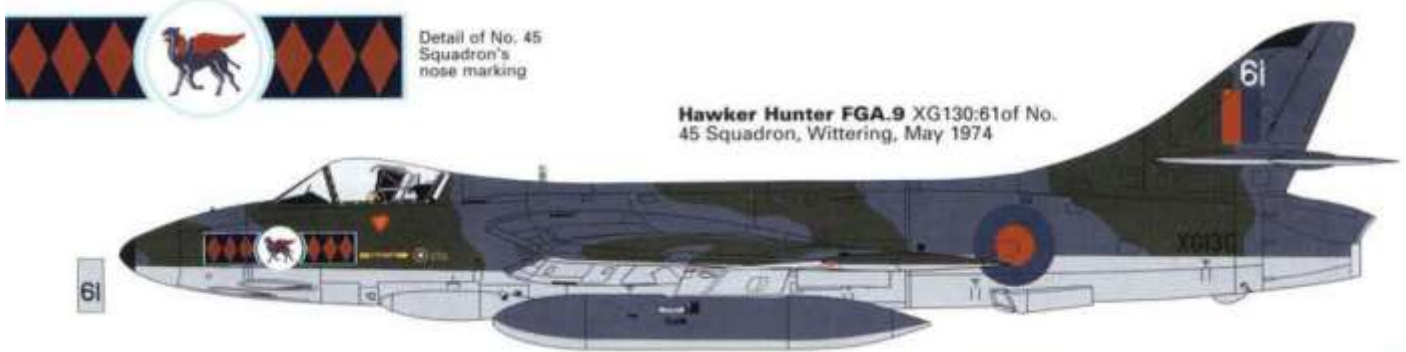 Detail of No. 45
Squadron's
nose marking
Hawker Hunter FGA.9 XG130:61of No.
45 Squadron, Wittering, May 1974
61
XG130
61